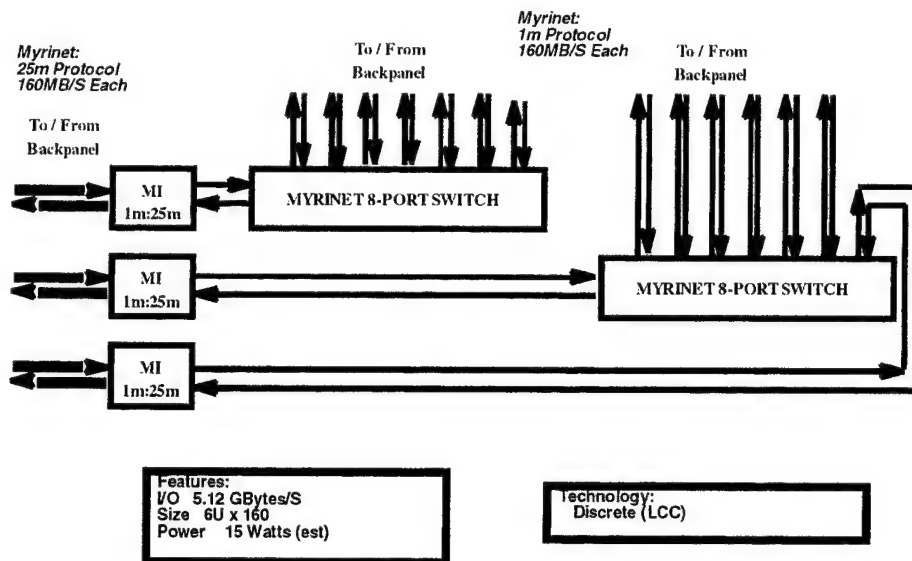 Myrinet:
25m Protocol
160MB/S Each
To / From
Backpanel
To / From
Backpanel
Myrinet:
1m Protocol
160MB/S Each
To / From
Backpanel
MI
1m:25m
MYRINET 8-PORT SWITCH
MI
1m:25m
MYRINET 8-PORT SWITCH
MI
1m:25m
Features:
I/O 5.12 GBytes/S
Size 6U x 160
Power 15 Watts (est)
Technology:
Discrete (LCC)